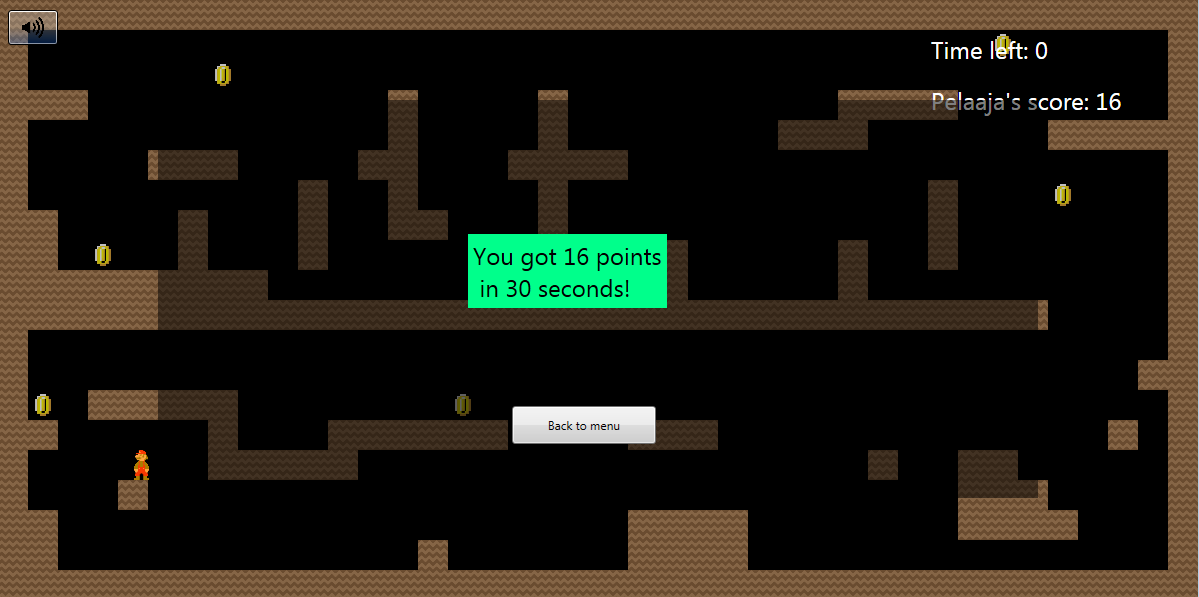 Time left: 0
Pelaaja's score: 16
You got 16 points
in 30 seconds!
Back to menu